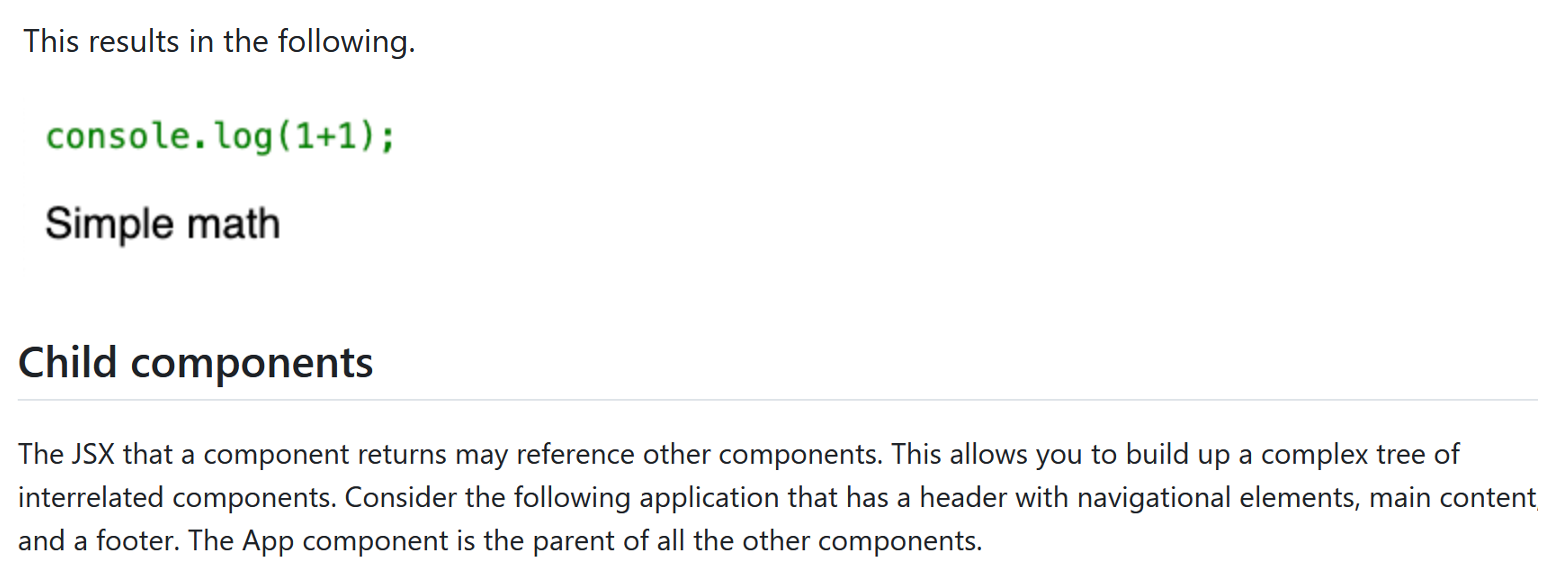 This results in the following.
console.log(1+1);
Simple math
Child components
The JSX that a component returns may reference other components. This allows you to build up a complex tree of
interrelated components. Consider the following application that has a header with navigational elements, main content,
and a footer. The App component is the parent of all the other components.